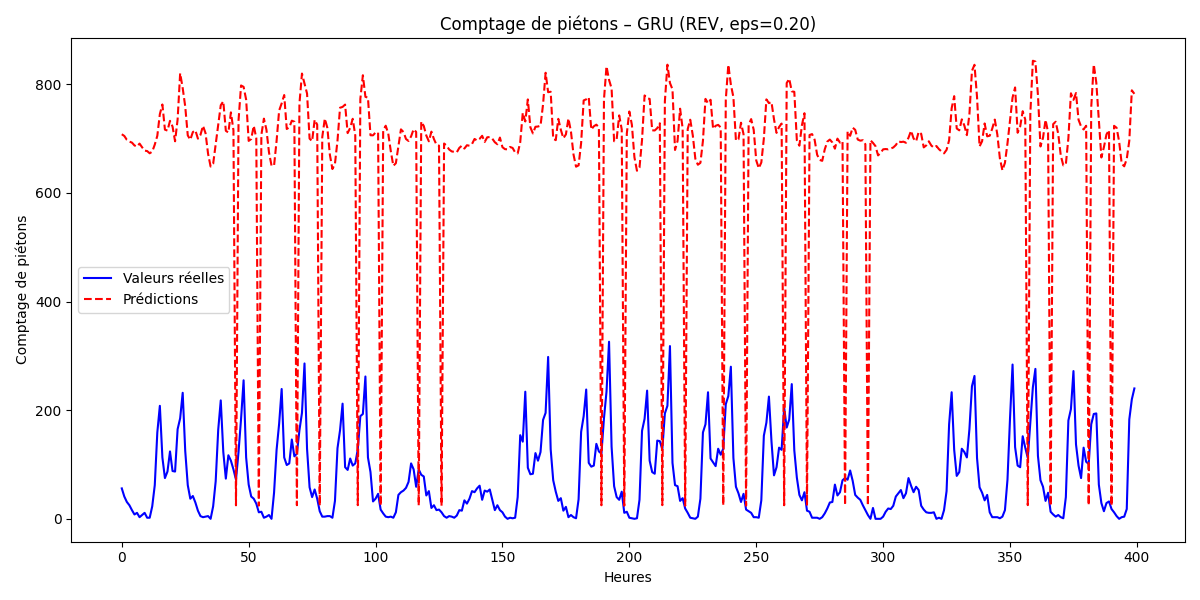 Comptage de piétons – GRU (REV, eps=0.20)
Comptage de piétons
800
600
400
200
0
Valeurs réelles
Prédictions
0 50 100 150 200 250 300 350 400
Heures